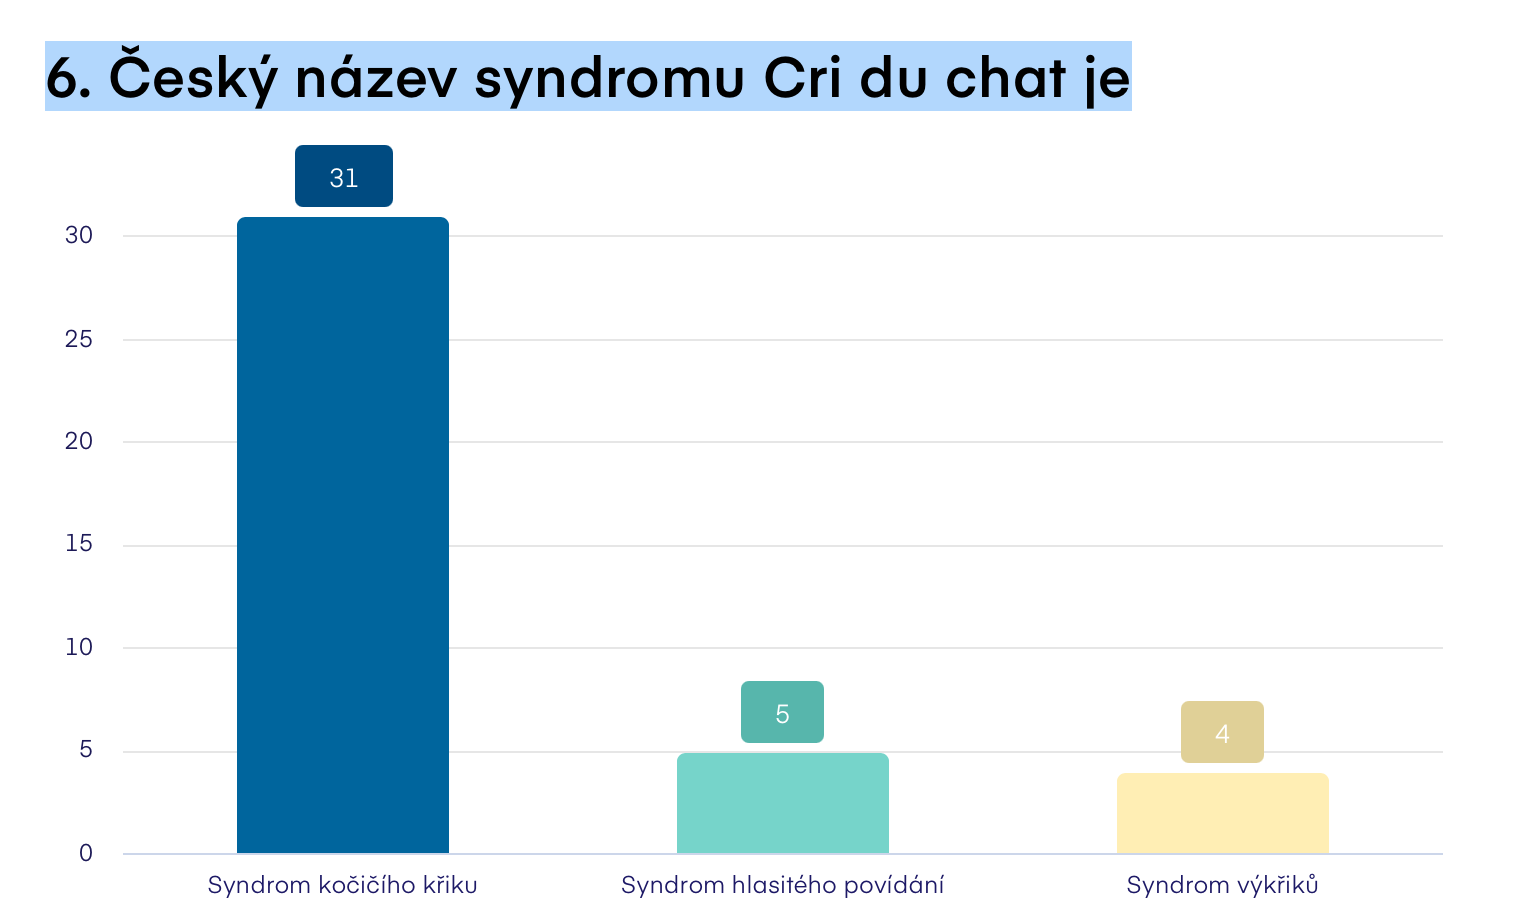 6. Český název syndromu Cri du chat je
31
30
25
20
15
10
5
5
4
0
Syndrom kočičího křiku
Syndrom hlasitého povídání
Syndrom výkřiků